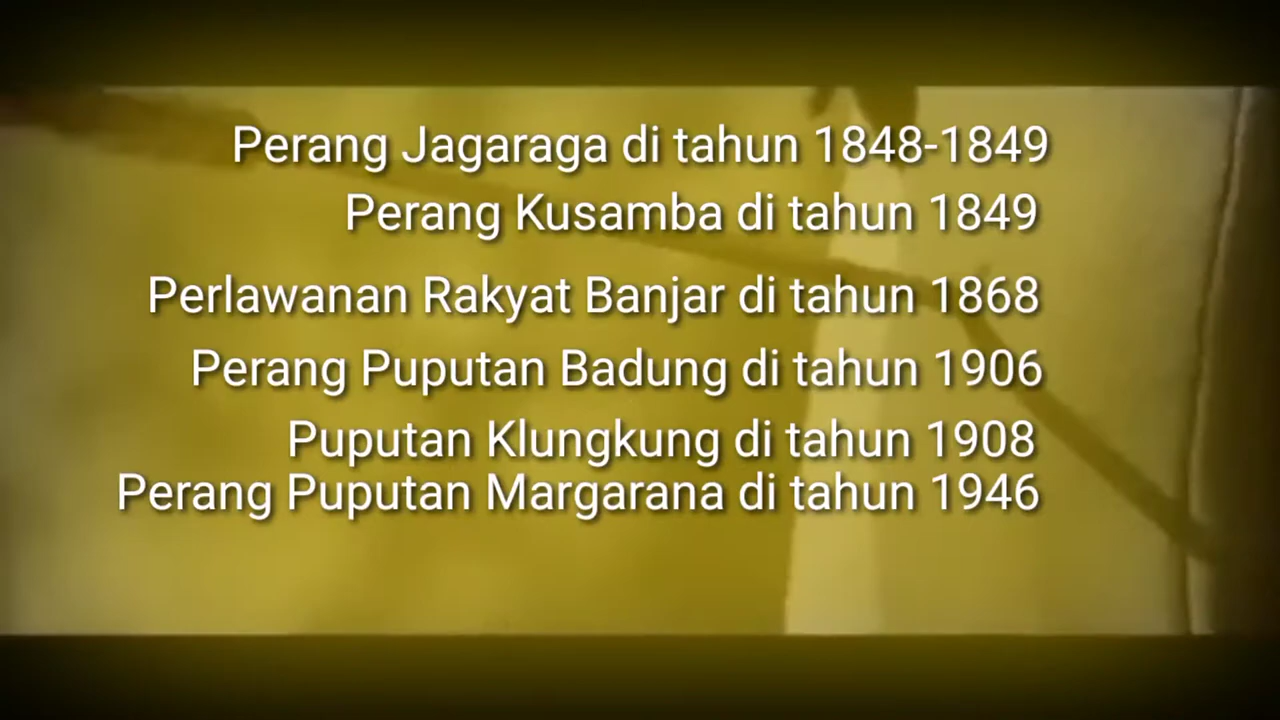 Perang Jagaraga di tahun 1848-1849
Perang Kusamba di tahun 1849
Perlawanan Rakyat Banjar di tahun 1868
Perang Puputan Badung di tahun 1906
Puputan Klungkung di tahun 1908
Perang Puputan Margarana di tahun 1946